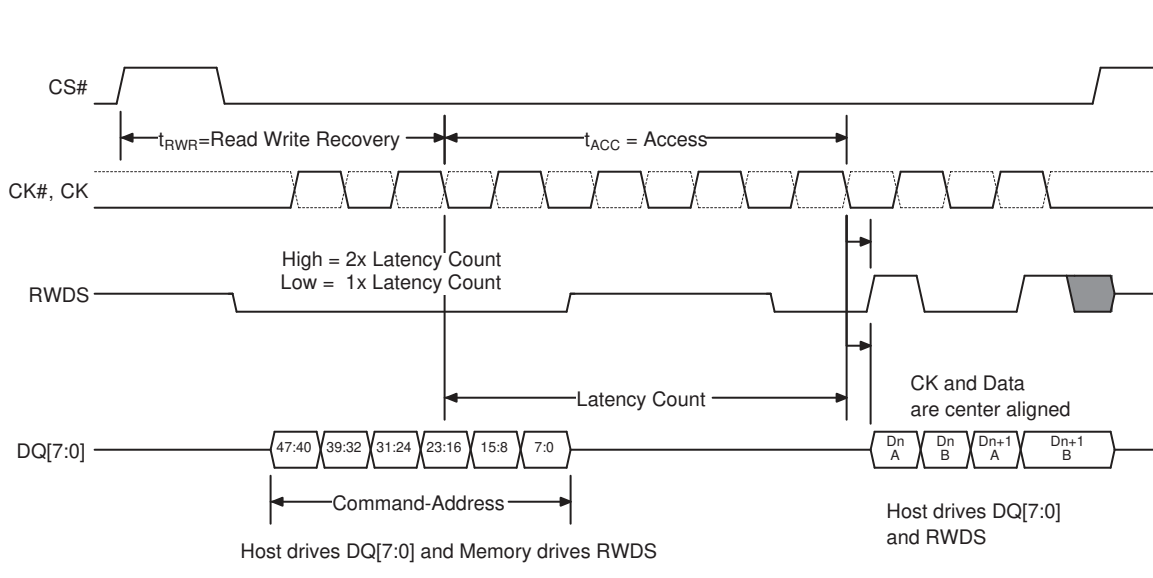 CS#
tRWR=Read Write Recovery
tACC = Access
CK#, CK
High = 2x Latency Count
Low = 1x Latency Count
RWDS
Latency Count
CK and Data
are center aligned
DQ[7:0]
47:40 39:32 31:24 23:16 15:8 7:0
Dn A
Dn B
Dn+1 A
Dn+1 B
Command-Address
Host drives DQ[7:0]
and RWDS
Host drives DQ[7:0] and Memory drives RWDS